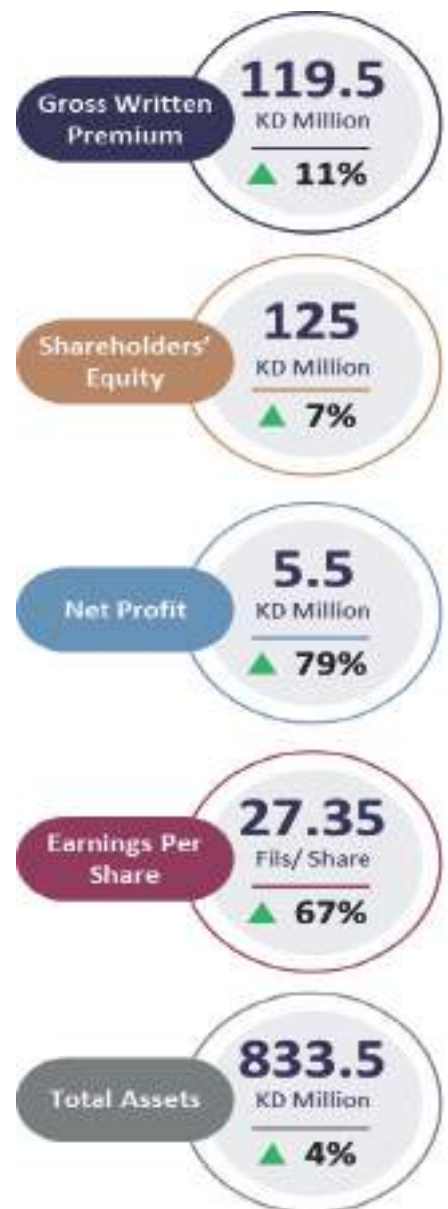 Gross Written
Premium
119.5
KD Million
▲ 11%
Shareholders'
Equity
125
KD Million
▲ 7%
Net Profit
5.5
KD Million
▲ 79%
Earnings Per
Share
27.35
Fils/ Share
▲ 67%
Total Assets
833.5
KD Million
▲ 4%